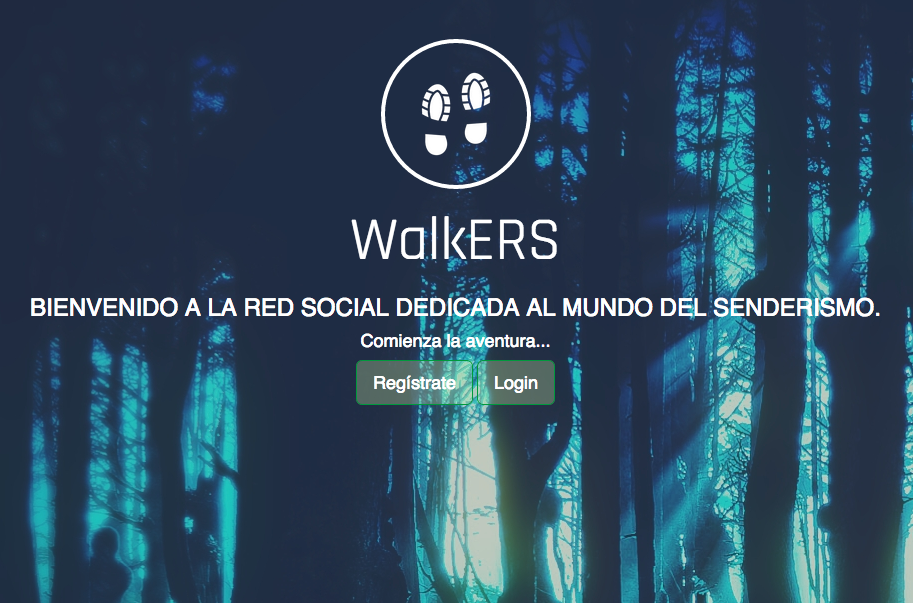 WalkERS
BIENVENIDO A LA RED SOCIAL DEDICADA AL MUNDO DEL SENDERISMO.
Comienza la aventura...
Regístrate
Login